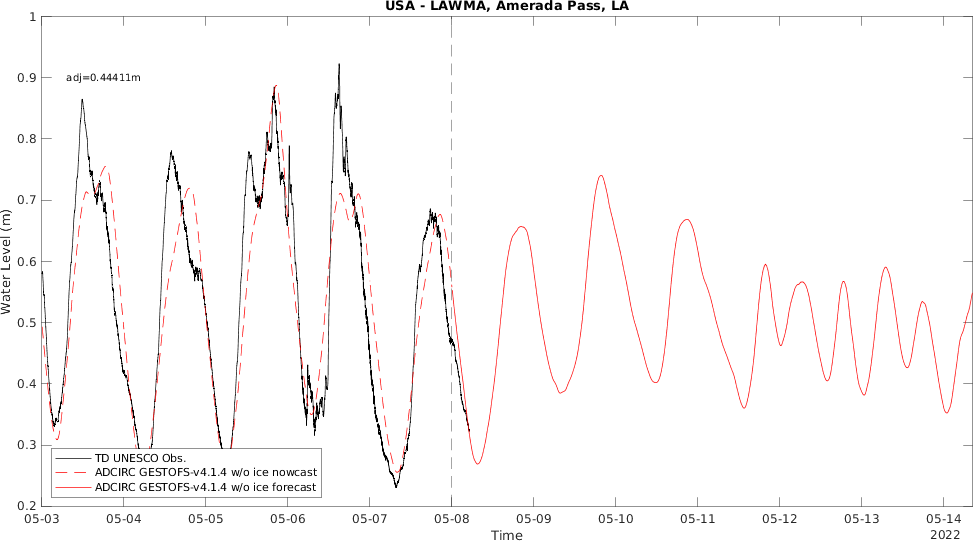 USA - LAWMA, Amerada Pass, LA
1
0.9
0.8
0.7
0.6
0.5
0.4
0.3
0.2
Water Level (m)
adj=0.44411m
TD UNESCO Obs.
ADCIRC GESTOFS-v4.1.4 w/o ice nowcast
ADCIRC GESTOFS-v4.1.4 w/o ice forecast
05-03 05-04 05-05 05-06 05-07 05-08 05-09 05-10 05-11 05-12 05-13 05-14
Time
2022